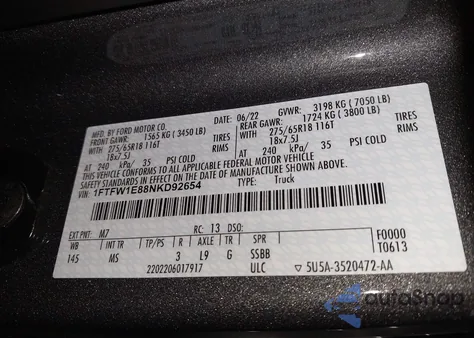 MFD. BY FORD MOTOR CO.
DATE: 06/22 GVWR: 3198 KG (7050 LB)
FRONT GAWR: 1565 KG (3450 LB) REAR GAWR: 1724 KG (3800 LB)
WITH 275/65R18 116T TIRES WITH 275/65R18 116T TIRES
18x7.5J 18x7.5J
AT 240 kPa/ 35 PSI COLD AT 240 kPa/ 35 PSI COLD
THIS VEHICLE CONFORMS TO ALL APPLICABLE FEDERAL MOTOR VEHICLE
SAFETY STANDARDS IN EFFECT ON THE DATE OF MANUFACTURE SHOWN ABOVE.
VIN: 1FTFW1E88NKD92654 TYPE: Truck
EXT PNT: M7 RC: 13 DSO: F0000
WB INT TR TP/PS R AXLE TR SPR T0613
145 MS 3 L9 G SSBB
2202206017917 ULC ▽ 5U5A-3520472-AA
autoShop